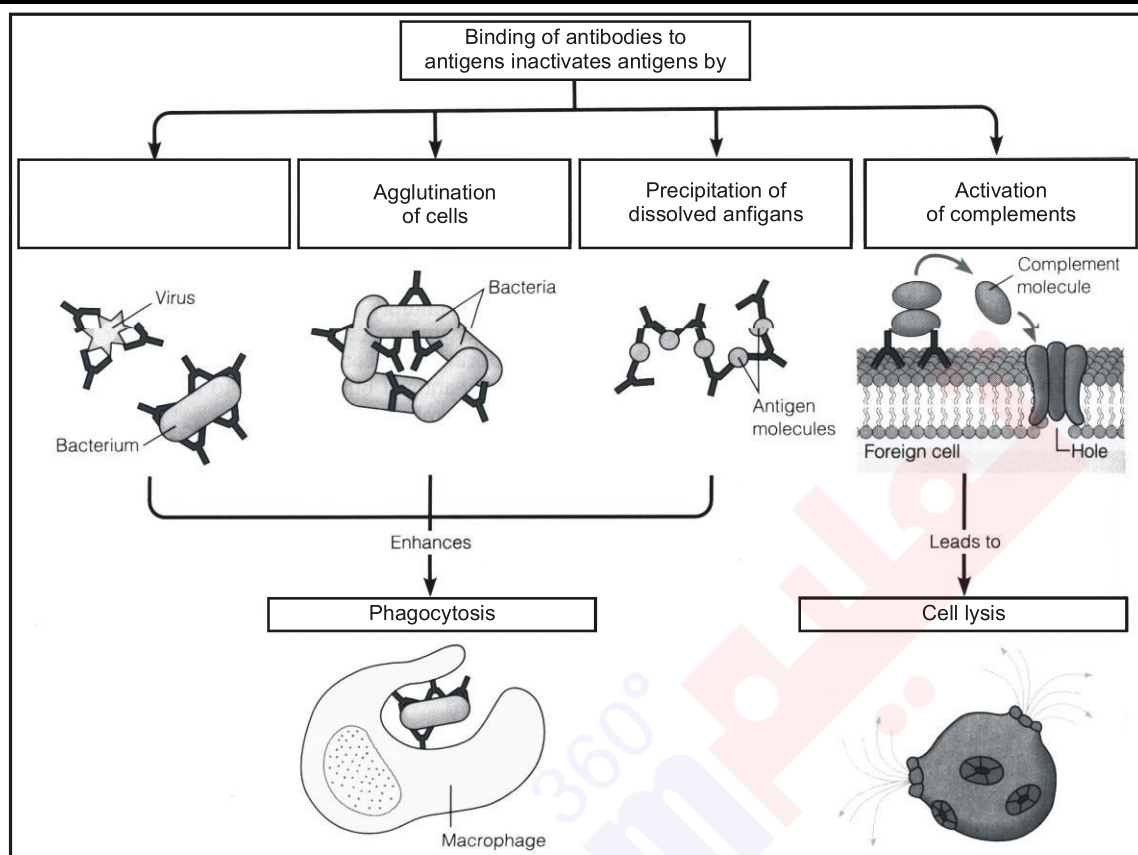 Binding of antibodies to
antigens inactivates antigens by
Agglutination
of cells
Precipitation of
dissolved anfigans
Activation
of complements
Virus
Bacterium
Bacteria
Antigen
molecules
Complement
molecule
Foreign cell
Hole
Enhances
Leads to
Phagocytosis
Cell lysis
Macrophage
360°